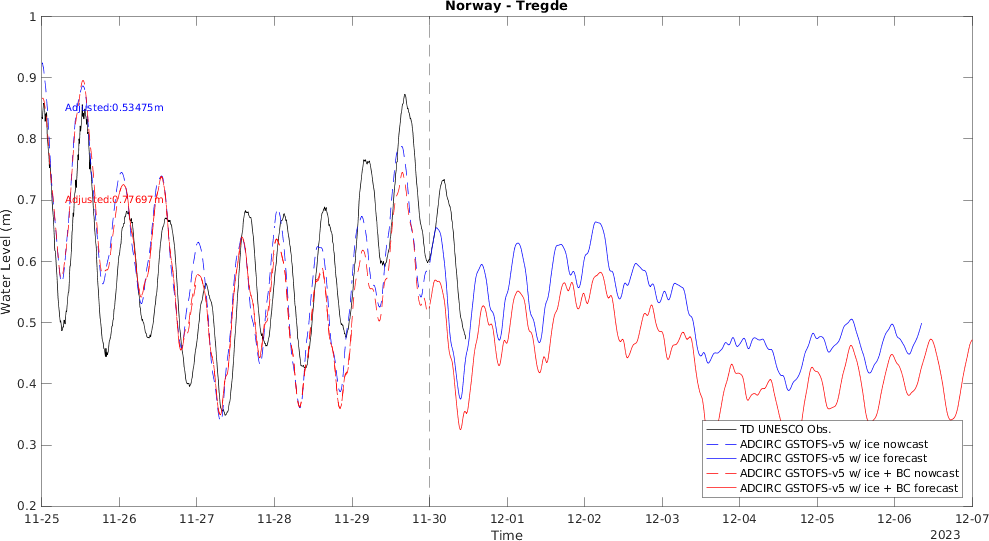 Norway - Tregde
1
0.9
0.8
0.7
0.6
0.5
0.4
0.3
0.2
Water Level (m)
Adjusted:0.53475m
Adjusted:0.77697m
TD UNESCO Obs.
ADCIRC GSTOFS-v5 w/ ice nowcast
ADCIRC GSTOFS-v5 w/ ice forecast
ADCIRC GSTOFS-v5 w/ ice + BC nowcast
ADCIRC GSTOFS-v5 w/ ice + BC forecast
11-25 11-26 11-27 11-28 11-29 11-30 12-01 12-02 12-03 12-04 12-05 12-06 12-07
Time
2023